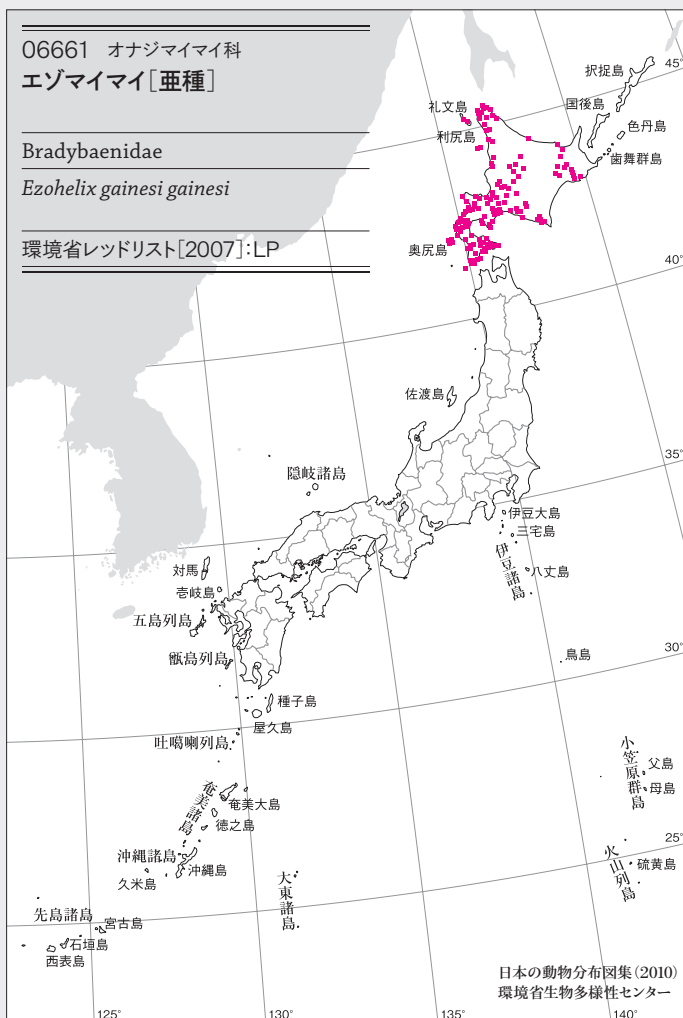 06661 オナジマイマイ科
エゾマイマイ[亜種]
Bradybaenidae
Ezohelix gainesi gainesi
環境省レッドリスト[2007]:LP
択捉島
45°
国後島
礼文島
色丹島
利尻島
歯舞群島
奥尻島
40°
佐渡島
35°
隠岐諸島
伊豆大島
三宅島
伊豆諸島
八丈島
対馬
壱岐島
五島列島
甑島列島
鳥島
30°
種子島
屋久島
吐噶喇列島
小笠原群島
父島
母島
奄美諸島
奄美大島
徳之島
沖縄諸島
沖縄島
久米島
25°
火山列島
硫黄島
大東諸島
先島諸島
宮古島
石垣島
西表島
日本の動物分布図集(2010)
環境省生物多様性センター
125°
130°
135°
140°